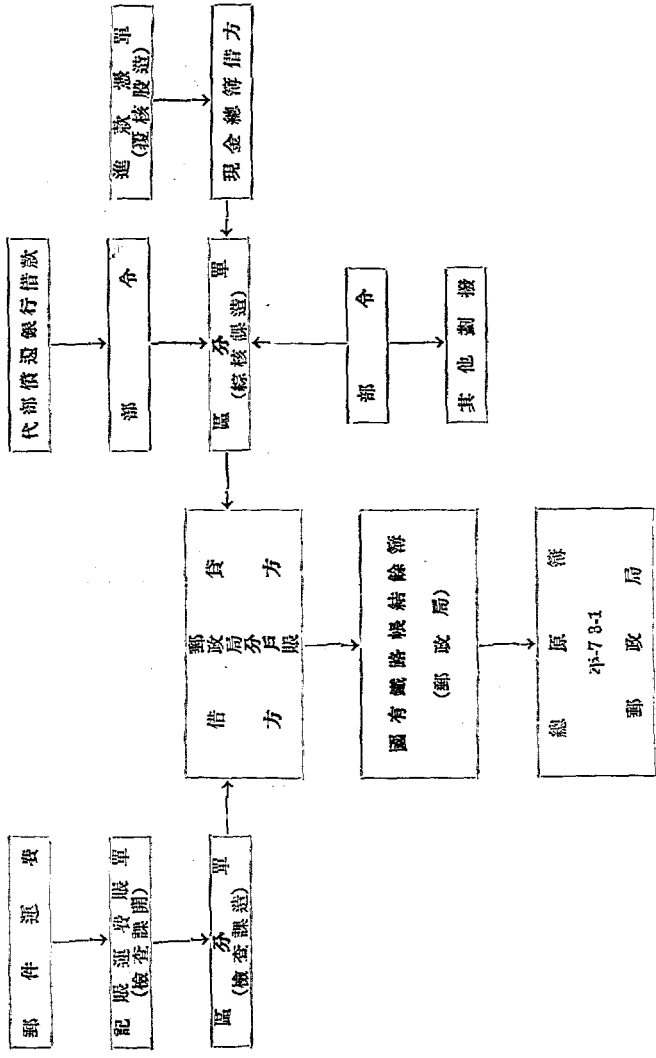 郵件運費
記賬運費賬單
(檢查課開)
區分單
(檢查課造)
代部償還銀行借款
部令
區分單
(綜核課造)
進款憑單
(覆核股造)
現金總簿借方
部令
其他劃撥
借方
郵政局分戶賬
貸方
國有鐵路帳結餘簿
(郵政局)
總原簿
郵政局